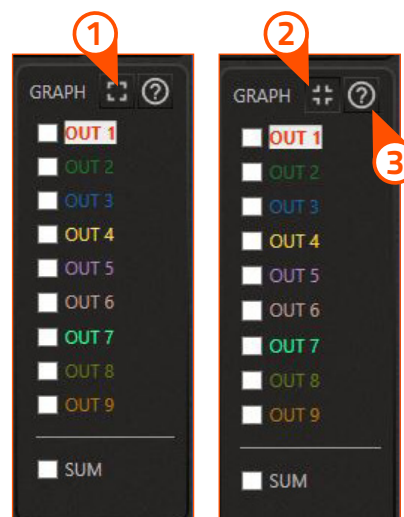 1
GRAPH ?
OUT 1
OUT 2
OUT 3
OUT 4
OUT 5
OUT 6
OUT 7
OUT 8
OUT 9
SUM
2
GRAPH ?
3
OUT 1
OUT 2
OUT 3
OUT 4
OUT 5
OUT 6
OUT 7
OUT 8
OUT 9
SUM